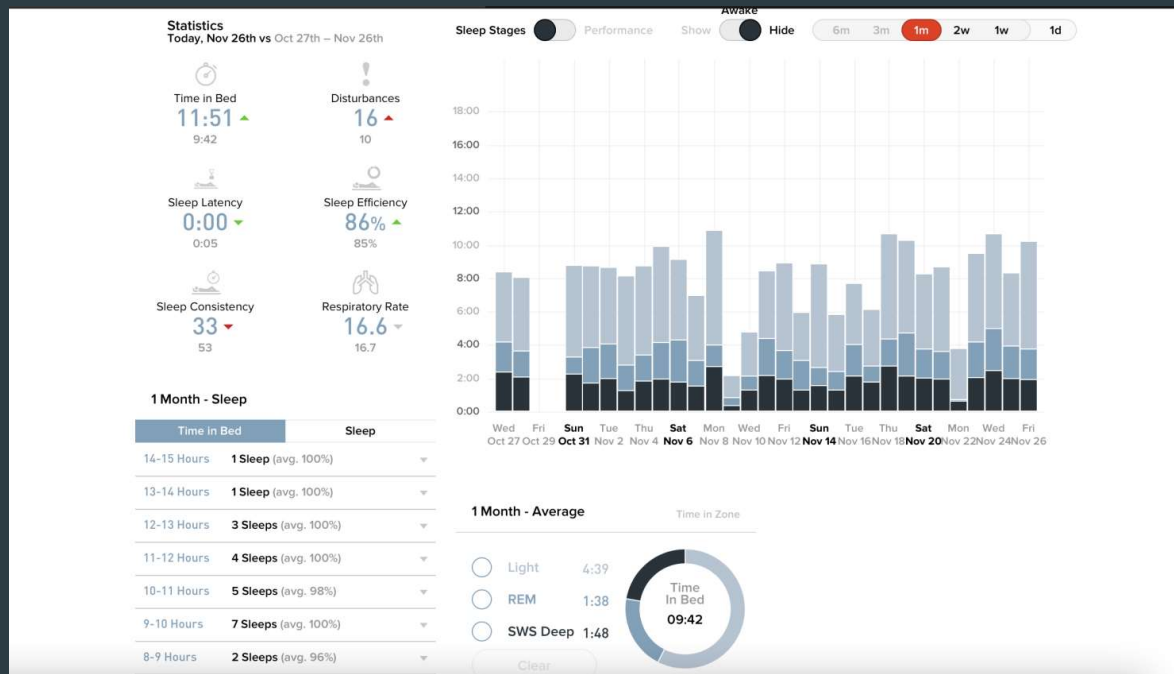 Statistics
Today, Nov 26th vs Oct 27th – Nov 26th
Time in Bed
11:51
9:42
Disturbances
16
10
Sleep Latency
0:00
0:05
Sleep Efficiency
86%
85%
Sleep Consistency
33
53
Respiratory Rate
16.6
16.7
1 Month - Sleep
Time in Bed Sleep
14-15 Hours 1 Sleep (avg. 100%)
13-14 Hours 1 Sleep (avg. 100%)
12-13 Hours 3 Sleeps (avg. 100%)
11-12 Hours 4 Sleeps (avg. 100%)
10-11 Hours 5 Sleeps (avg. 98%)
9-10 Hours 7 Sleeps (avg. 100%)
8-9 Hours 2 Sleeps (avg. 96%)
Awake
Sleep Stages Performance Show Hide 6m 3m 1m 2w 1w 1d
18:00
16:00
14:00
12:00
10:00
8:00
6:00
4:00
2:00
0:00
Wed Fri Sun Tue Thu Sat Mon Wed Fri Sun Tue Thu Sat Mon Wed Fri
Oct 27 Oct 29 Oct 31 Nov 2 Nov 4 Nov 6 Nov 8 Nov 10 Nov 12 Nov 14 Nov 16 Nov 18 Nov 20 Nov 22 Nov 24 Nov 26
1 Month - Average Time in Zone
Light 4:39
REM 1:38
SWS Deep 1:48
Time
In Bed
09:42
Clear